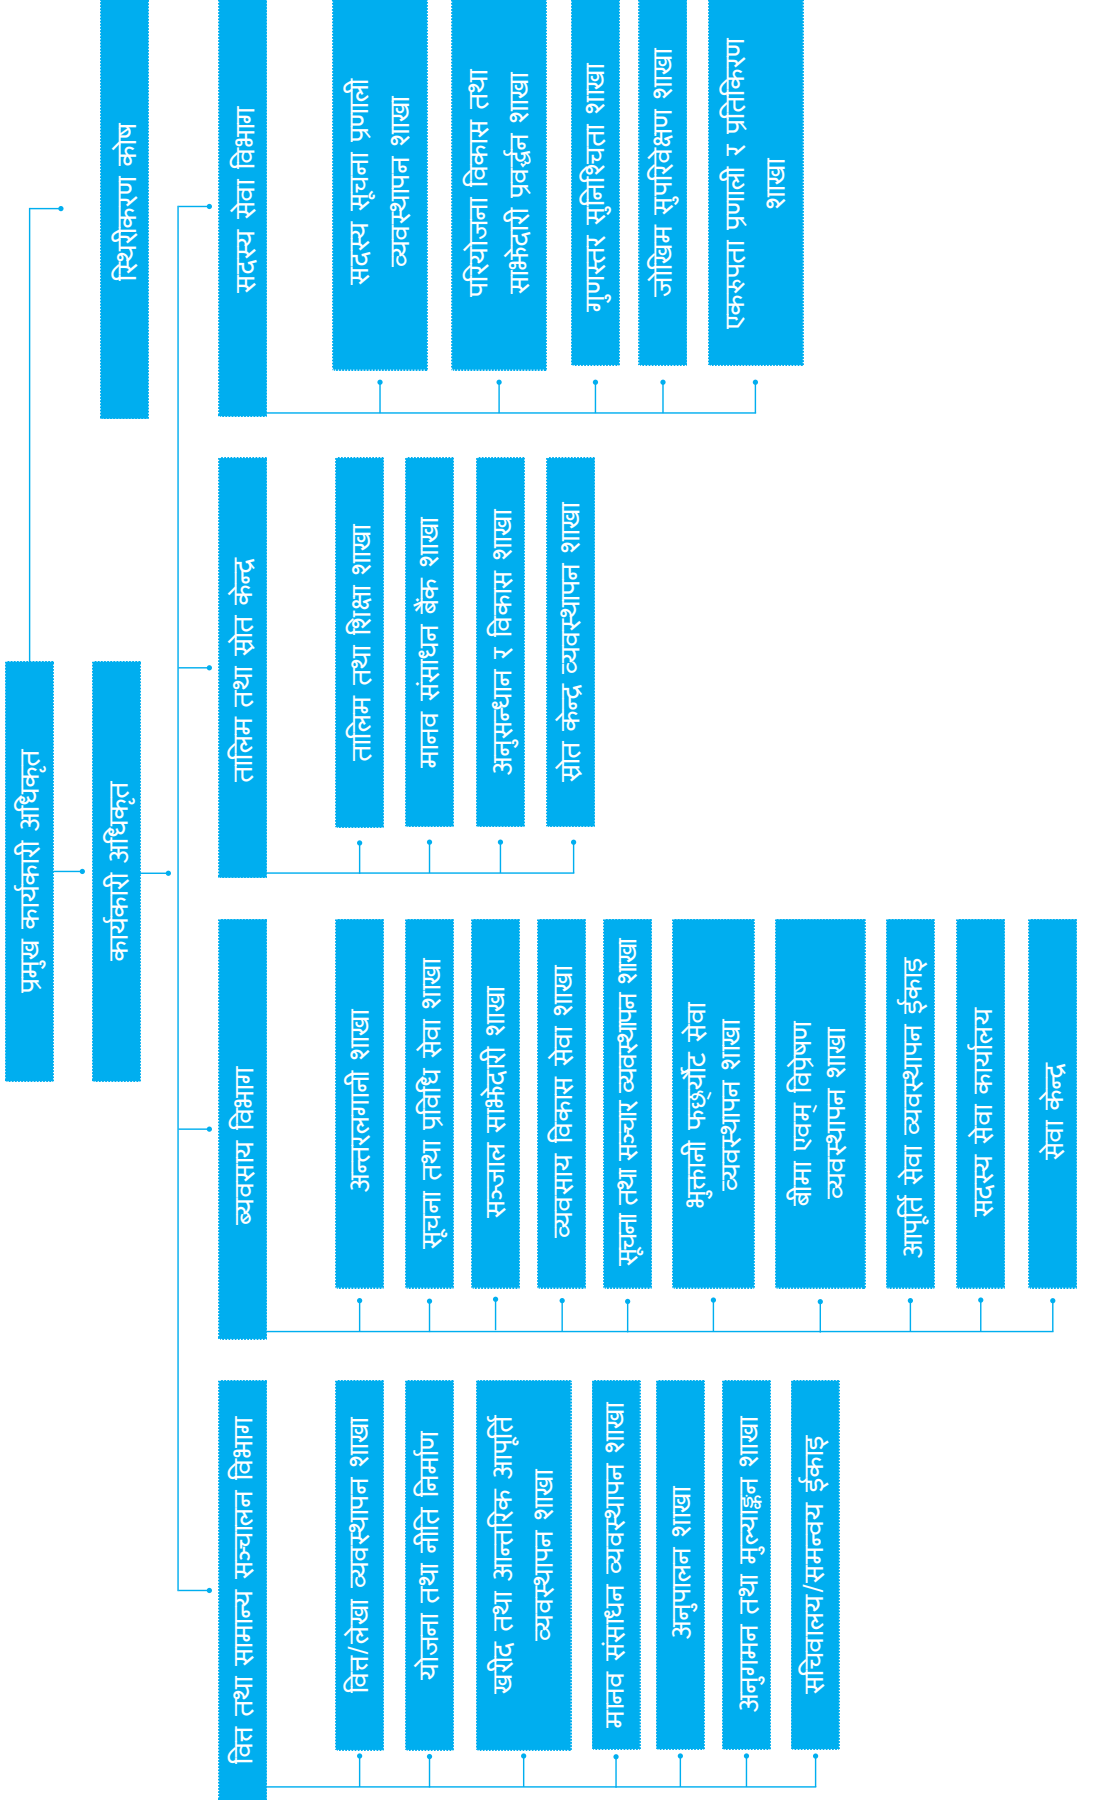 प्रमुख कार्यकारी अधिकृत
कार्यकारी अधिकृत
स्थिरीकरण कोष
वित्त तथा सामान्य सञ्चालन विभाग
वित्त/लेखा व्यवस्थापन शाखा
योजना तथा नीति निर्माण
खरीद तथा आन्तरिक आपूर्ति
व्यवस्थापन शाखा
मानव संसाधन व्यवस्थापन शाखा
अनुपालन शाखा
अनुगमन तथा मुल्याङ्कन शाखा
सचिवालय/समन्वय ईकाइ
ब्यवसाय विभाग
अन्तरलगानी शाखा
सूचना तथा प्रविधि सेवा शाखा
सञ्जाल साझेदारी शाखा
व्यवसाय विकास सेवा शाखा
सूचना तथा सञ्चार व्यवस्थापन शाखा
भुक्तानी फछ्र्यौट सेवा
व्यवस्थापन शाखा
बीमा एवम् विप्रेषण
व्यवस्थापन शाखा
आपूर्ति सेवा व्यवस्थापन ईकाइ
सदस्य सेवा कार्यालय
सेवा केन्द्र
तालिम तथा स्रोत केन्द्र
तालिम तथा शिक्षा शाखा
मानव संसाधन बैंक शाखा
अनुसन्धान र विकास शाखा
स्रोत केन्द्र व्यवस्थापन शाखा
सदस्य सेवा विभाग
सदस्य सूचना प्रणाली
व्यवस्थापन शाखा
परियोजना विकास तथा
साझेदारी प्रवर्द्धन शाखा
गुणस्तर सुनिश्चिता शाखा
जोखिम सुपरिवेक्षण शाखा
एकरुपता प्रणाली र प्रतिकिरण
शाखा